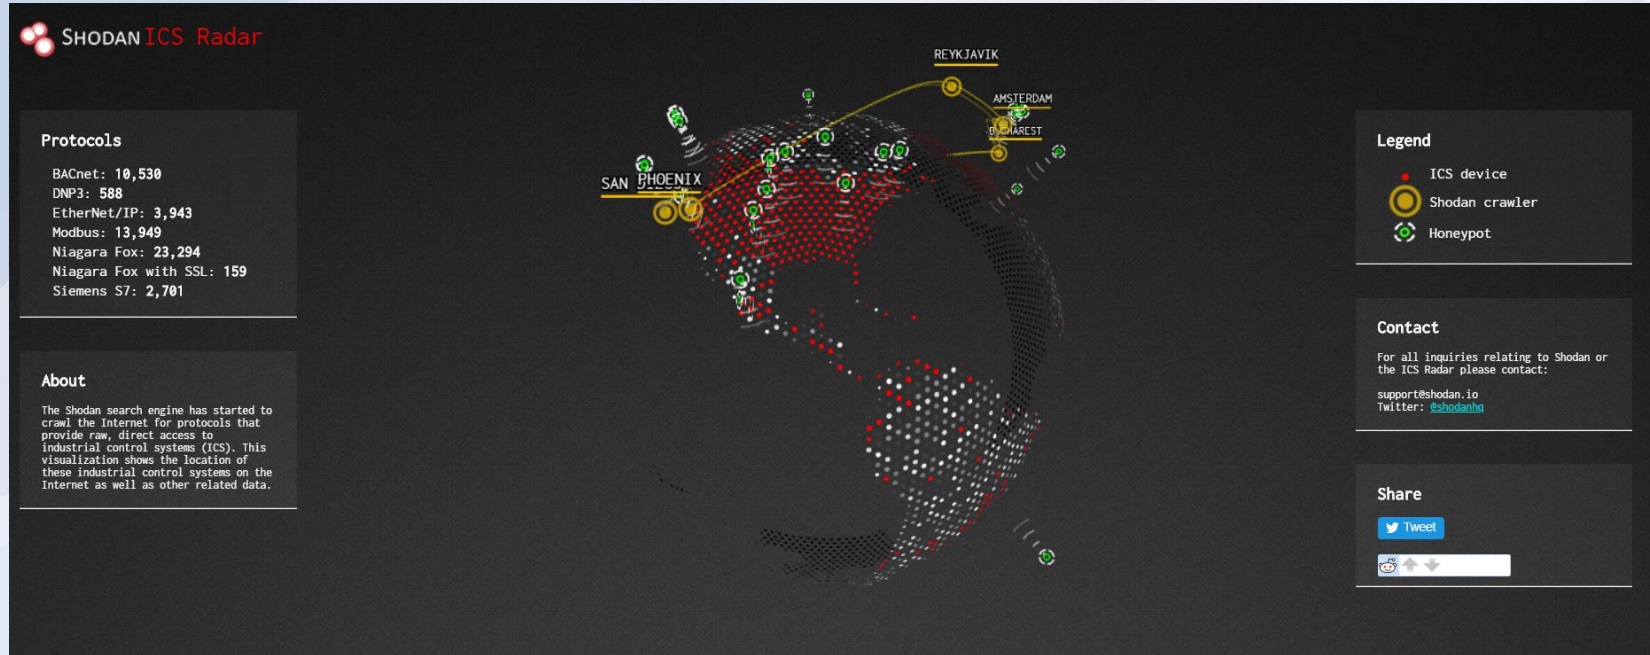 SHODAN ICS Radar
Protocols
BACnet: 10,530
DNP3: 588
EtherNet/IP: 3,943
Modbus: 13,949
Niagara Fox: 23,294
Niagara Fox with SSL: 159
Siemens S7: 2,701
About
The Shodan search engine has started to
crawl the Internet for protocols that
provide raw, direct access to
industrial control systems (ICS). This
visualization shows the location of
these industrial control systems on the
Internet as well as other related data.
REYKJAVIK
AMSTERDAM
BUCHAREST
SAN
PHOENIX
Legend
ICS device
Shodan crawler
Honeypot
Contact
For all inquiries relating to Shodan or
the ICS Radar please contact:
support@shodan.io
Twitter: @shodanhq
Share
Tweet